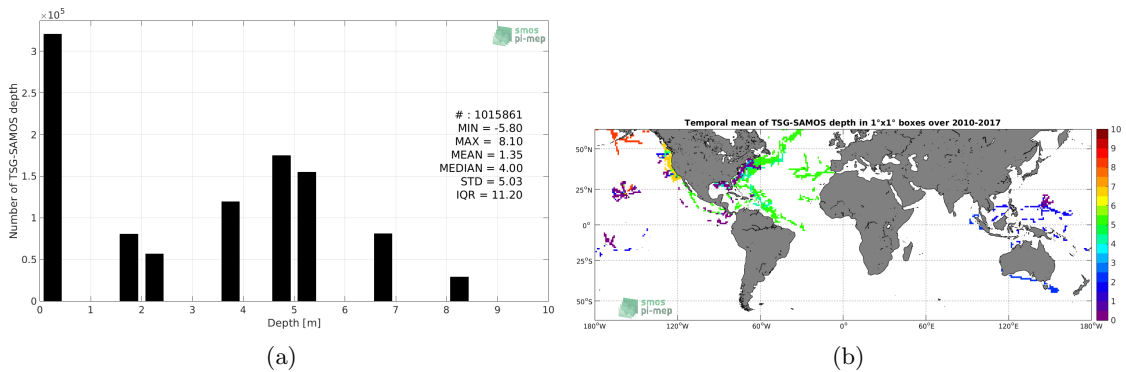 ×10^5
3
2.5
2
1.5
1
0.5
0
Number of TSG-SAMOS depth
smos
pi-mep
# : 1015861
MIN = -5.80
MAX = 8.10
MEAN = 1.35
MEDIAN = 4.00
STD = 5.03
IQR = 11.20
0 1 2 3 4 5 6 7 8 9 10
Depth [m]
(a)
Temporal mean of TSG-SAMOS depth in 1°x1° boxes over 2010-2017
50°N
25°N
0°
25°S
50°S
smos
pi-mep
180°W 120°W 60°W 0° 60°E 120°E 180°E
10
9
8
7
6
5
4
3
2
1
0
(b)